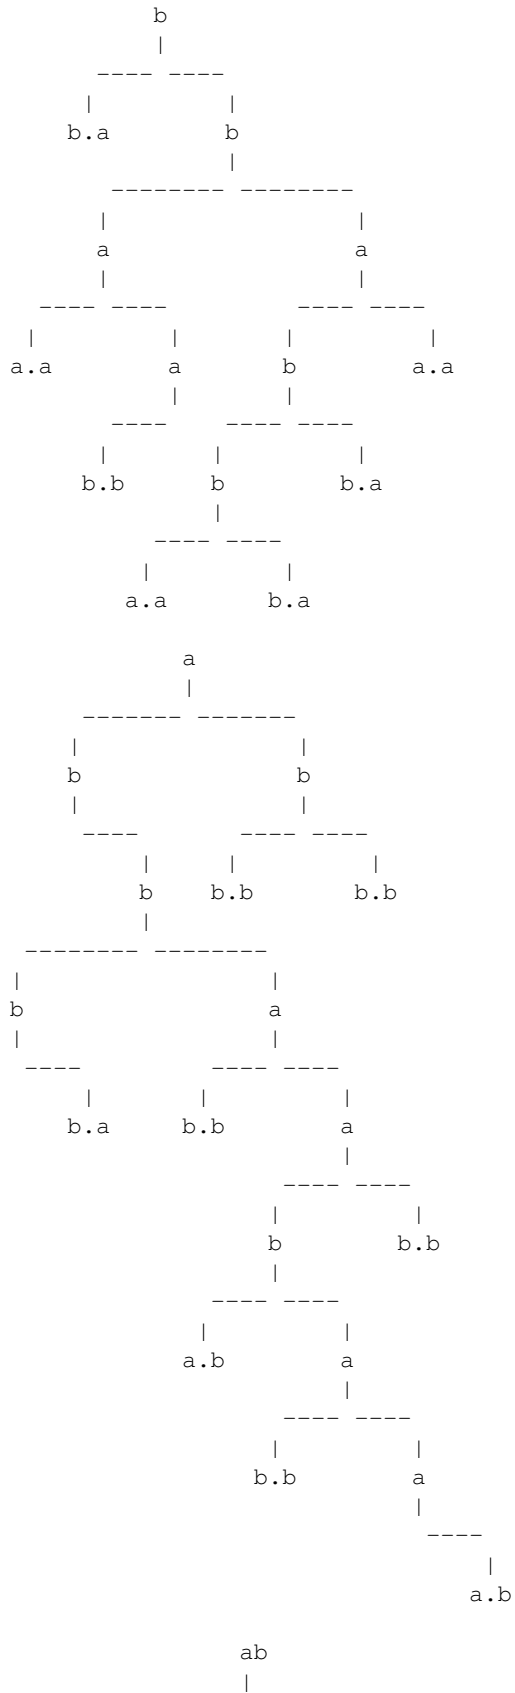 b
|
---- ----
| |
b.a b
|
-------- --------
| |
a a
| |
---- ---- ---- ----
| | | |
a.a a b a.a
| |
---- ---- ----
| | |
b.b b b.a
|
---- ----
| |
a.a b.a
a
|
------- -------
| |
b b
| |
---- ---- ----
| | |
b b.b b.b
|
-------- --------
| |
b a
| |
---- ---- ----
| | |
b.a b.b a
|
---- ----
| |
b b.b
|
---- ----
| |
a.b a
|
---- ----
| |
b.b a
|
----
|
a.b
ab
|